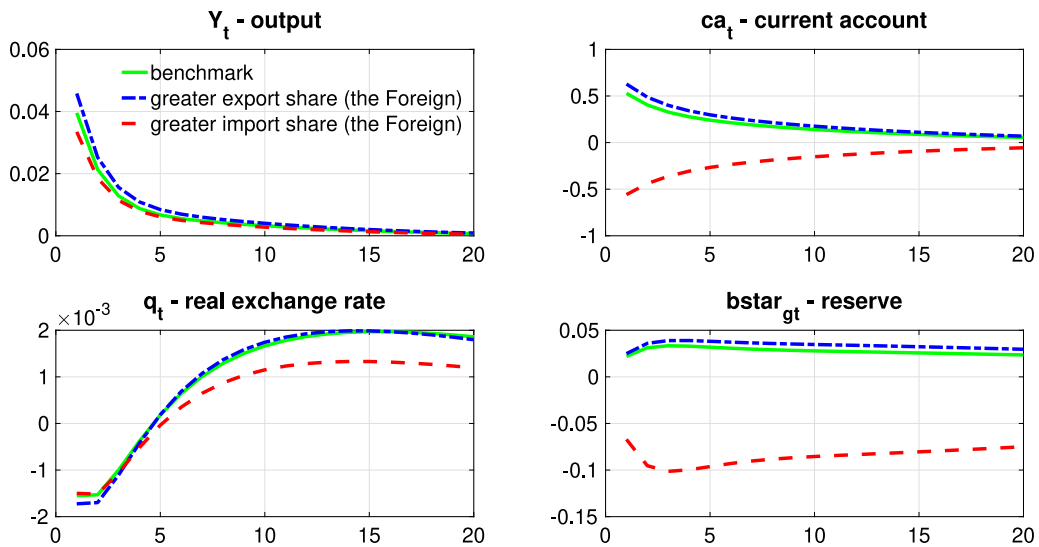 Y_t - output
0.06
0.04
0.02
0
0 5 10 15 20
benchmark
greater export share (the Foreign)
greater import share (the Foreign)
ca_t - current account
1
0.5
0
-0.5
-1
0 5 10 15 20
q_t - real exchange rate
×10^-3
2
1
0
-1
-2
0 5 10 15 20
bstar_gt - reserve
0.05
0
-0.05
-0.1
-0.15
0 5 10 15 20